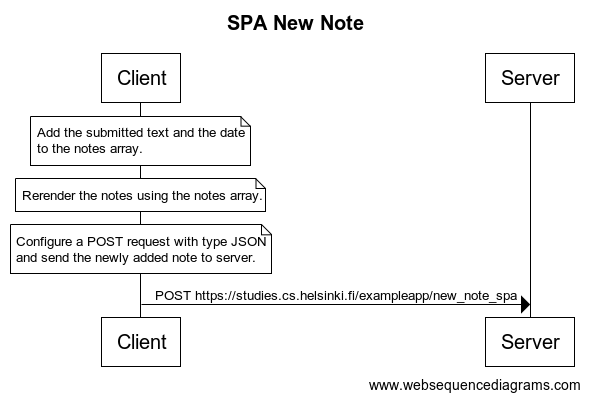 SPA New Note
Client
Server
Add the submitted text and the date
to the notes array.
Rerender the notes using the notes array.
Configure a POST request with type JSON
and send the newly added note to server.
POST https://studies.cs.helsinki.fi/exampleapp/new_note_spa
Client
Server
www.websequencediagrams.com